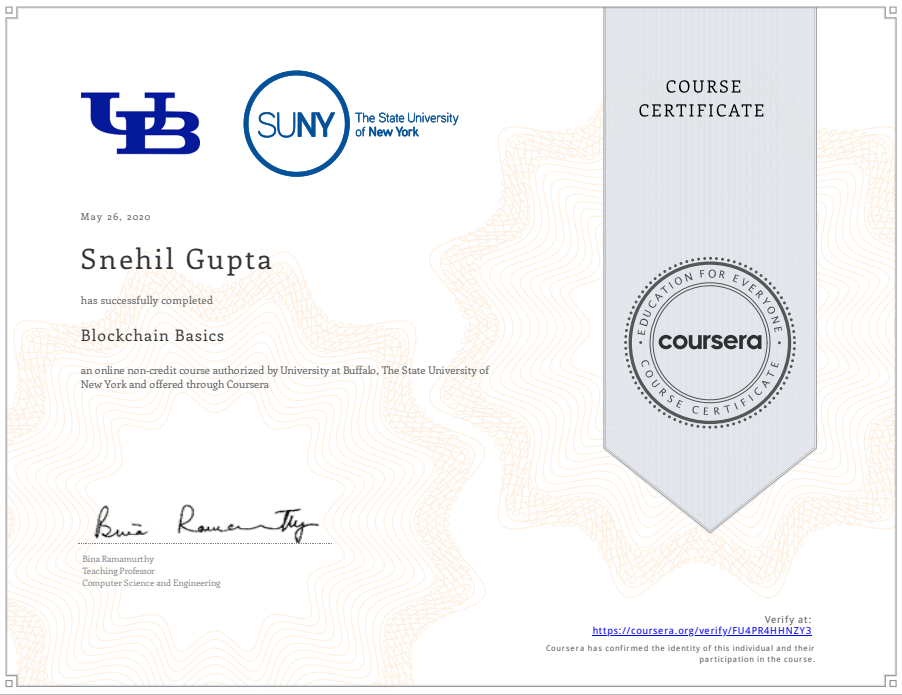 UB
SUNY
The State University
of New York
COURSE
CERTIFICATE
May 26, 2020
Snehil Gupta
has successfully completed
Blockchain Basics
an online non-credit course authorized by University at Buffalo, The State University of
New York and offered through Coursera
EDUCATION FOR EVERYONE
coursera
COURSE CERTIFICATE
Bina Ramamurthy
Bina Ramamurthy
Teaching Professor
Computer Science and Engineering
Verify at:
https://coursera.org/verify/FU4PR4HHNZY3
Coursera has confirmed the identity of this individual and their
participation in the course.